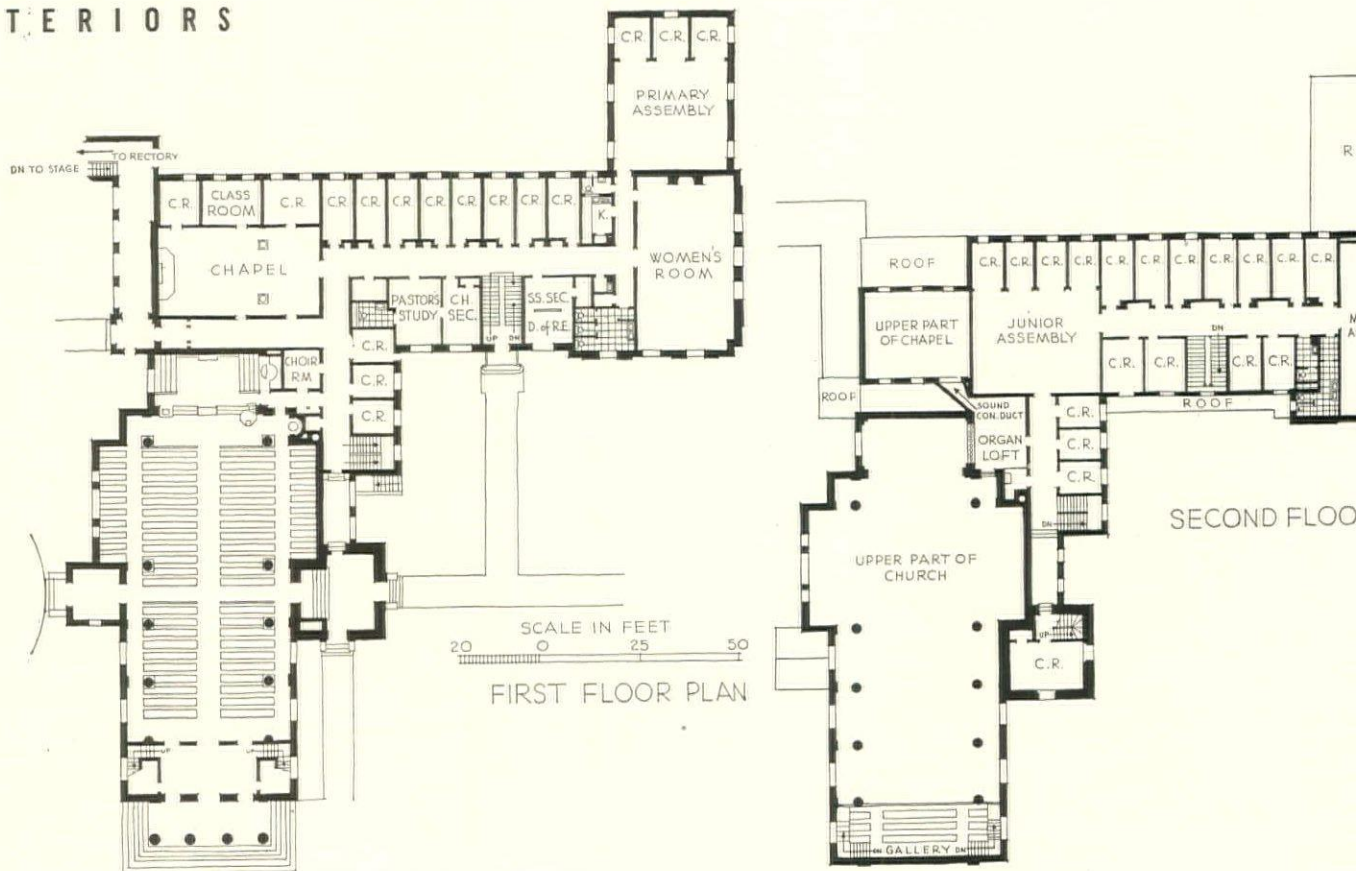 TERIORS
C.R. C.R. C.R.
PRIMARY
ASSEMBLY
DN TO STAGE
TO RECTORY
C.R.
CLASS
ROOM
C.R.
C.R. C.R. C.R. C.R. C.R. C.R. C.R. C.R.
K.
CHAPEL
WOMEN'S
ROOM
PASTORS
STUDY
CH.
SEC.
UP DN
SS. SEC.
D. of R.E.
CHOIR
RM.
C.R.
C.R.
C.R.
UP
UP
SCALE IN FEET
20 0 25 50
FIRST FLOOR PLAN
R
ROOF
C.R. C.R. C.R. C.R. C.R. C.R. C.R. C.R. C.R. C.R. C.R. C.R.
UPPER PART
OF CHAPEL
JUNIOR
ASSEMBLY
DN
M
A
C.R. C.R. C.R. C.R.
ROOF
SOUND
CONDUCT
ORGAN
LOFT
ROOF
C.R.
C.R.
C.R.
DN
SECOND FLOO
UPPER PART OF
CHURCH
UP
C.R.
DN GALLERY DN